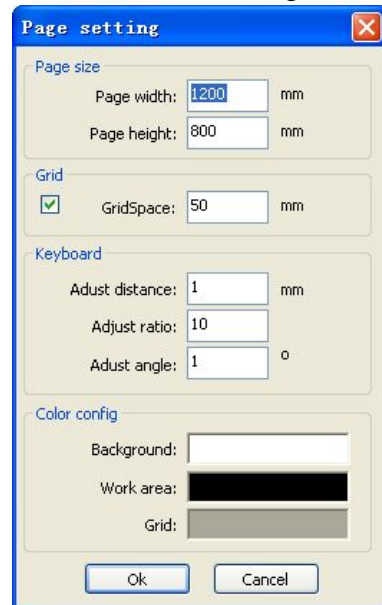 Page setting
Page size
Page width: 1200 mm
Page height: 800 mm
Grid
GridSpace: 50 mm
Keyboard
Adust distance: 1 mm
Adjust ratio: 10
Adust angle: 1 °
Color config
Background:
Work area:
Grid:
Ok Cancel